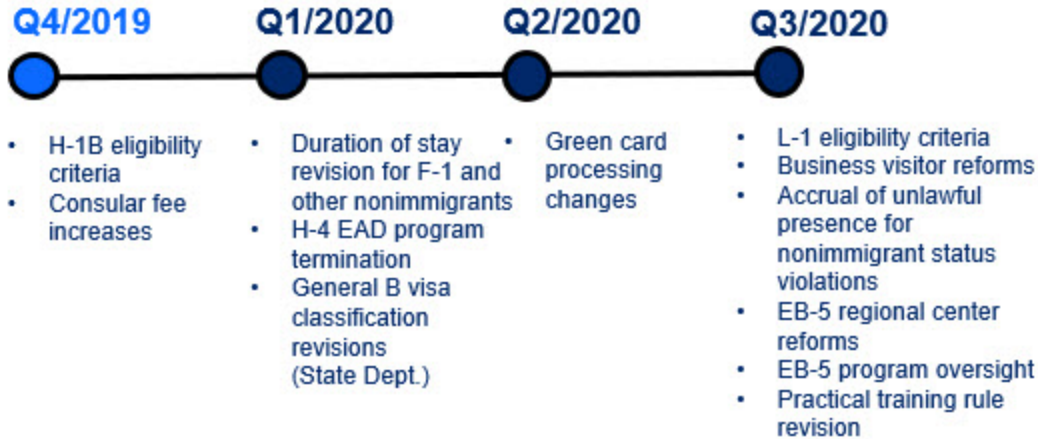 Q4/2019
Q1/2020
Q2/2020
Q3/2020
• H-1B eligibility
criteria
• Consular fee
increases
• Duration of stay
revision for F-1 and
other nonimmigrants
• H-4 EAD program
termination
• General B visa
classification
revisions
(State Dept.)
• Green card
processing
changes
• L-1 eligibility criteria
• Business visitor reforms
• Accrual of unlawful
presence for
nonimmigrant status
violations
• EB-5 regional center
reforms
• EB-5 program oversight
• Practical training rule
revision